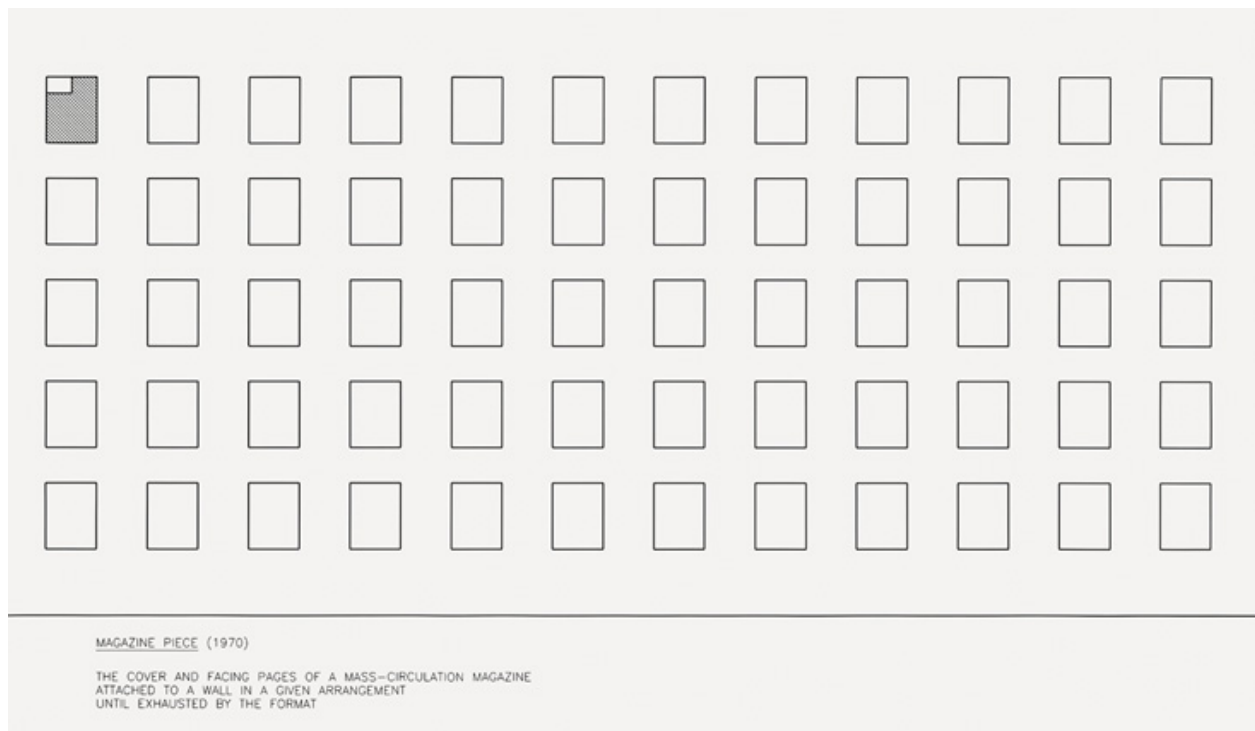 MAGAZINE PIECE (1970)
THE COVER AND FACING PAGES OF A MASS-CIRCULATION MAGAZINE
ATTACHED TO A WALL IN A GIVEN ARRANGEMENT
UNTIL EXHAUSTED BY THE FORMAT